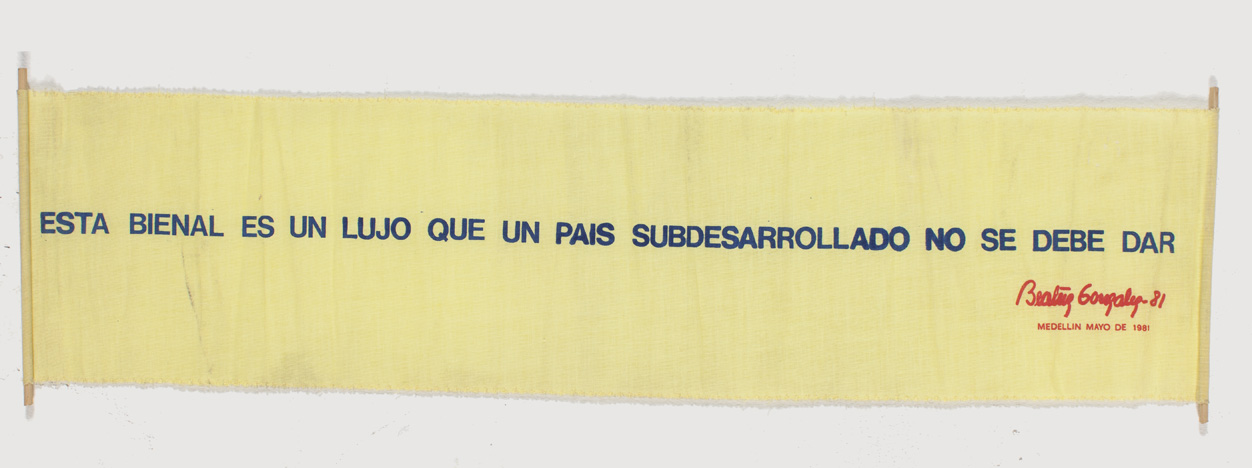 ESTA BIENAL ES UN LUJO QUE UN PAIS SUBDESARROLLADO NO SE DEBE DAR
Beatriz González-81
MEDELLIN MAYO DE 1981